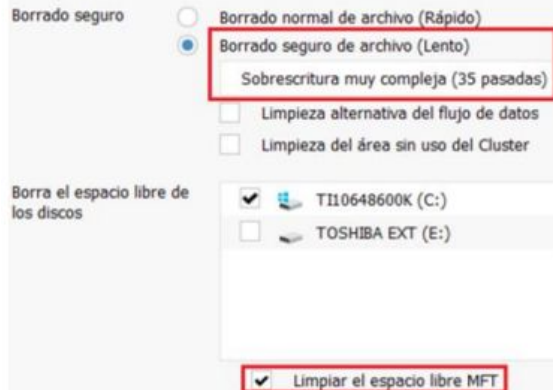 Borrado seguro
Borrado normal de archivo (Rápido)
Borrado seguro de archivo (Lento)
Sobrescritura muy compleja (35 pasadas)
Limpieza alternativa del flujo de datos
Limpieza del área sin uso del Cluster
Borra el espacio libre de
los discos
TI10648600K (C:)
TOSHIBA EXT (E:)
Limpiar el espacio libre MFT